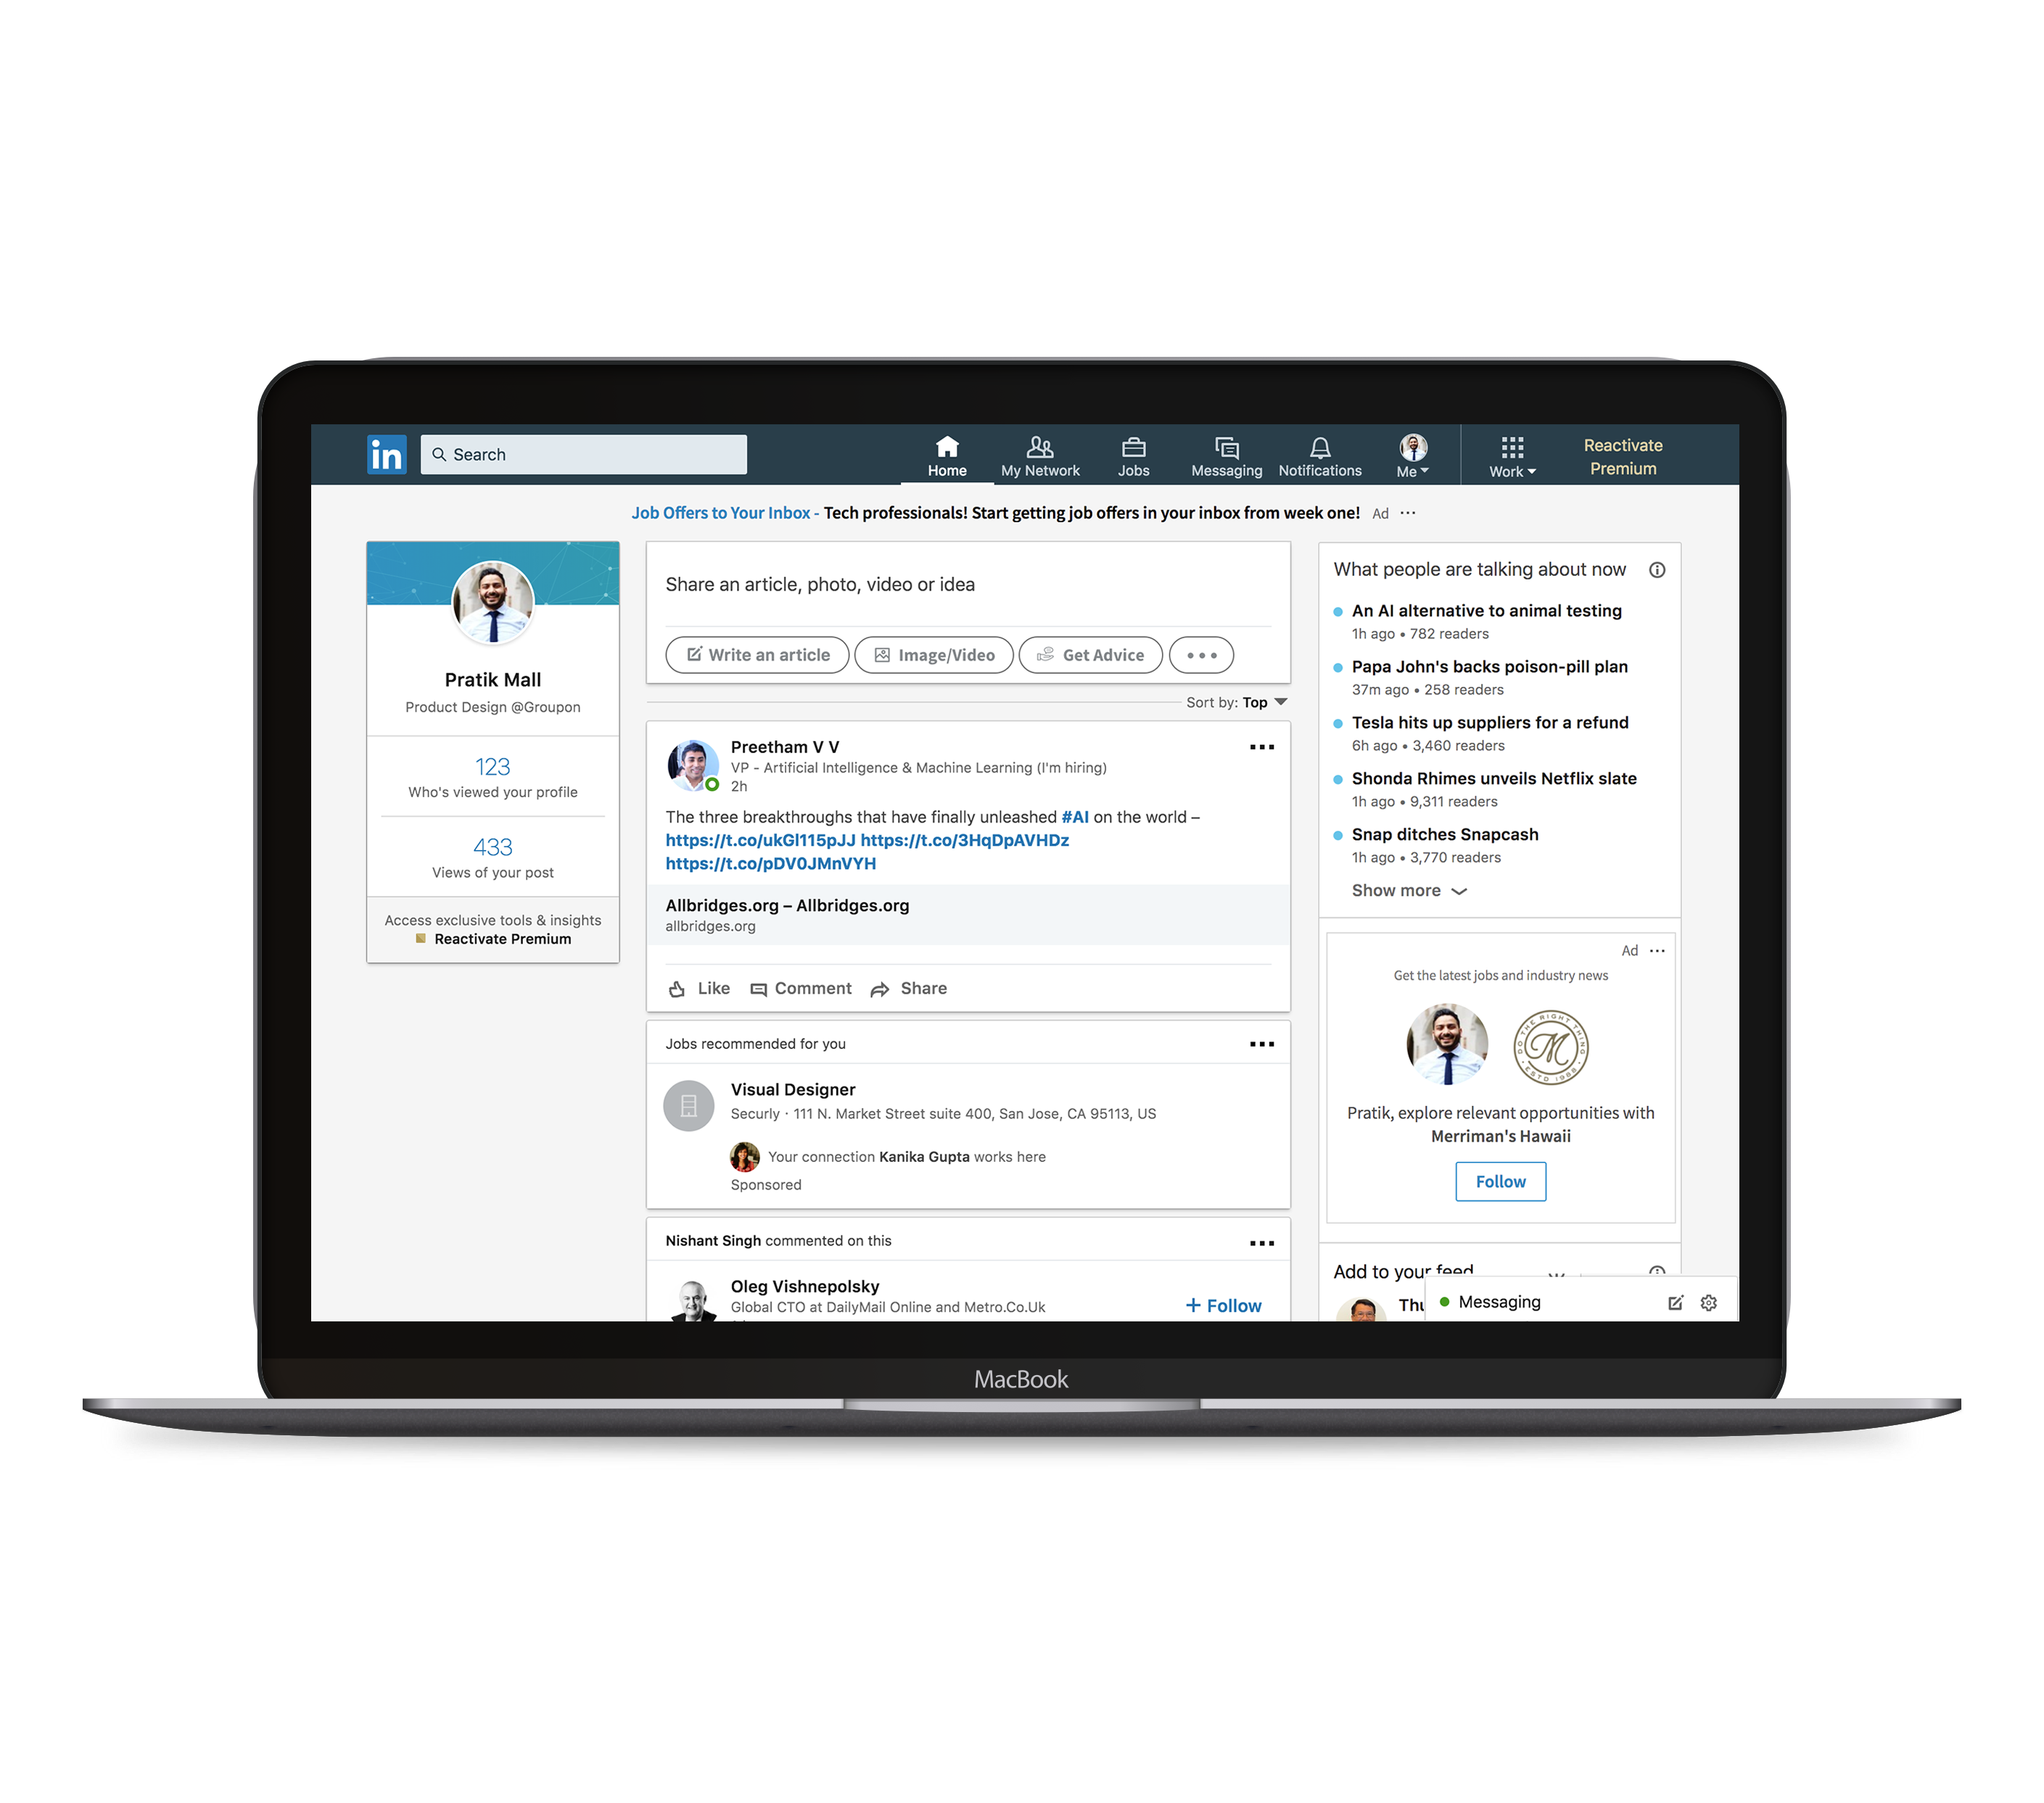 in
Search
Home
My Network
Jobs
Messaging
Notifications
Me
Work
Reactivate
Premium
Job Offers to Your Inbox - Tech professionals! Start getting job offers in your inbox from week one! Ad
Pratik Mall
Product Design @Groupon
123
Who's viewed your profile
433
Views of your post
Access exclusive tools & insights
Reactivate Premium
Share an article, photo, video or idea
Write an article
Image/Video
Get Advice
Sort by: Top
Preetham V V
VP - Artificial Intelligence & Machine Learning (I'm hiring)
2h
The three breakthroughs that have finally unleashed #AI on the world –
https://t.co/ukGl115pJJ https://t.co/3HqDpAVHDz
https://t.co/pDV0JMnVYH
Allbridges.org – Allbridges.org
allbridges.org
Like
Comment
Share
Jobs recommended for you
Visual Designer
Securly · 111 N. Market Street suite 400, San Jose, CA 95113, US
Your connection Kanika Gupta works here
Sponsored
Nishant Singh commented on this
Oleg Vishnepolsky
Global CTO at DailyMail Online and Metro.Co.Uk
+ Follow
What people are talking about now
An AI alternative to animal testing
1h ago • 782 readers
Papa John's backs poison-pill plan
37m ago • 258 readers
Tesla hits up suppliers for a refund
6h ago • 3,460 readers
Shonda Rhimes unveils Netflix slate
1h ago • 9,311 readers
Snap ditches Snapcash
1h ago • 3,770 readers
Show more
Ad
Get the latest jobs and industry news
DO THE RIGHT THING
M
ESTD 1988
Pratik, explore relevant opportunities with
Merriman's Hawaii
Follow
Add to your feed
Messaging
MacBook